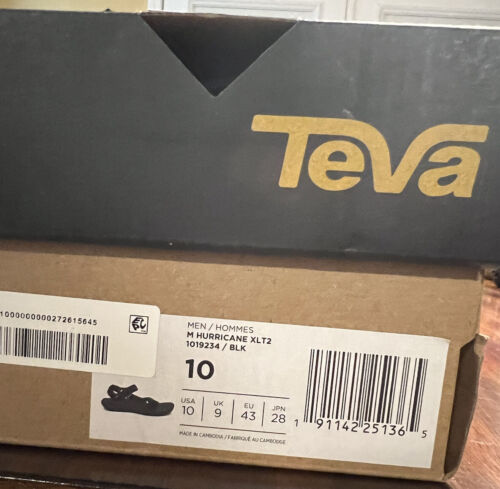 Teva
1000000000272615645
MEN / HOMMES
M HURRICANE XLT2
1019234 / BLK
10
USA UK EU JPN
10 9 43 28
1 91142 25136 5
MADE IN CAMBODIA / FABRIQUÉ AU CAMBODGE